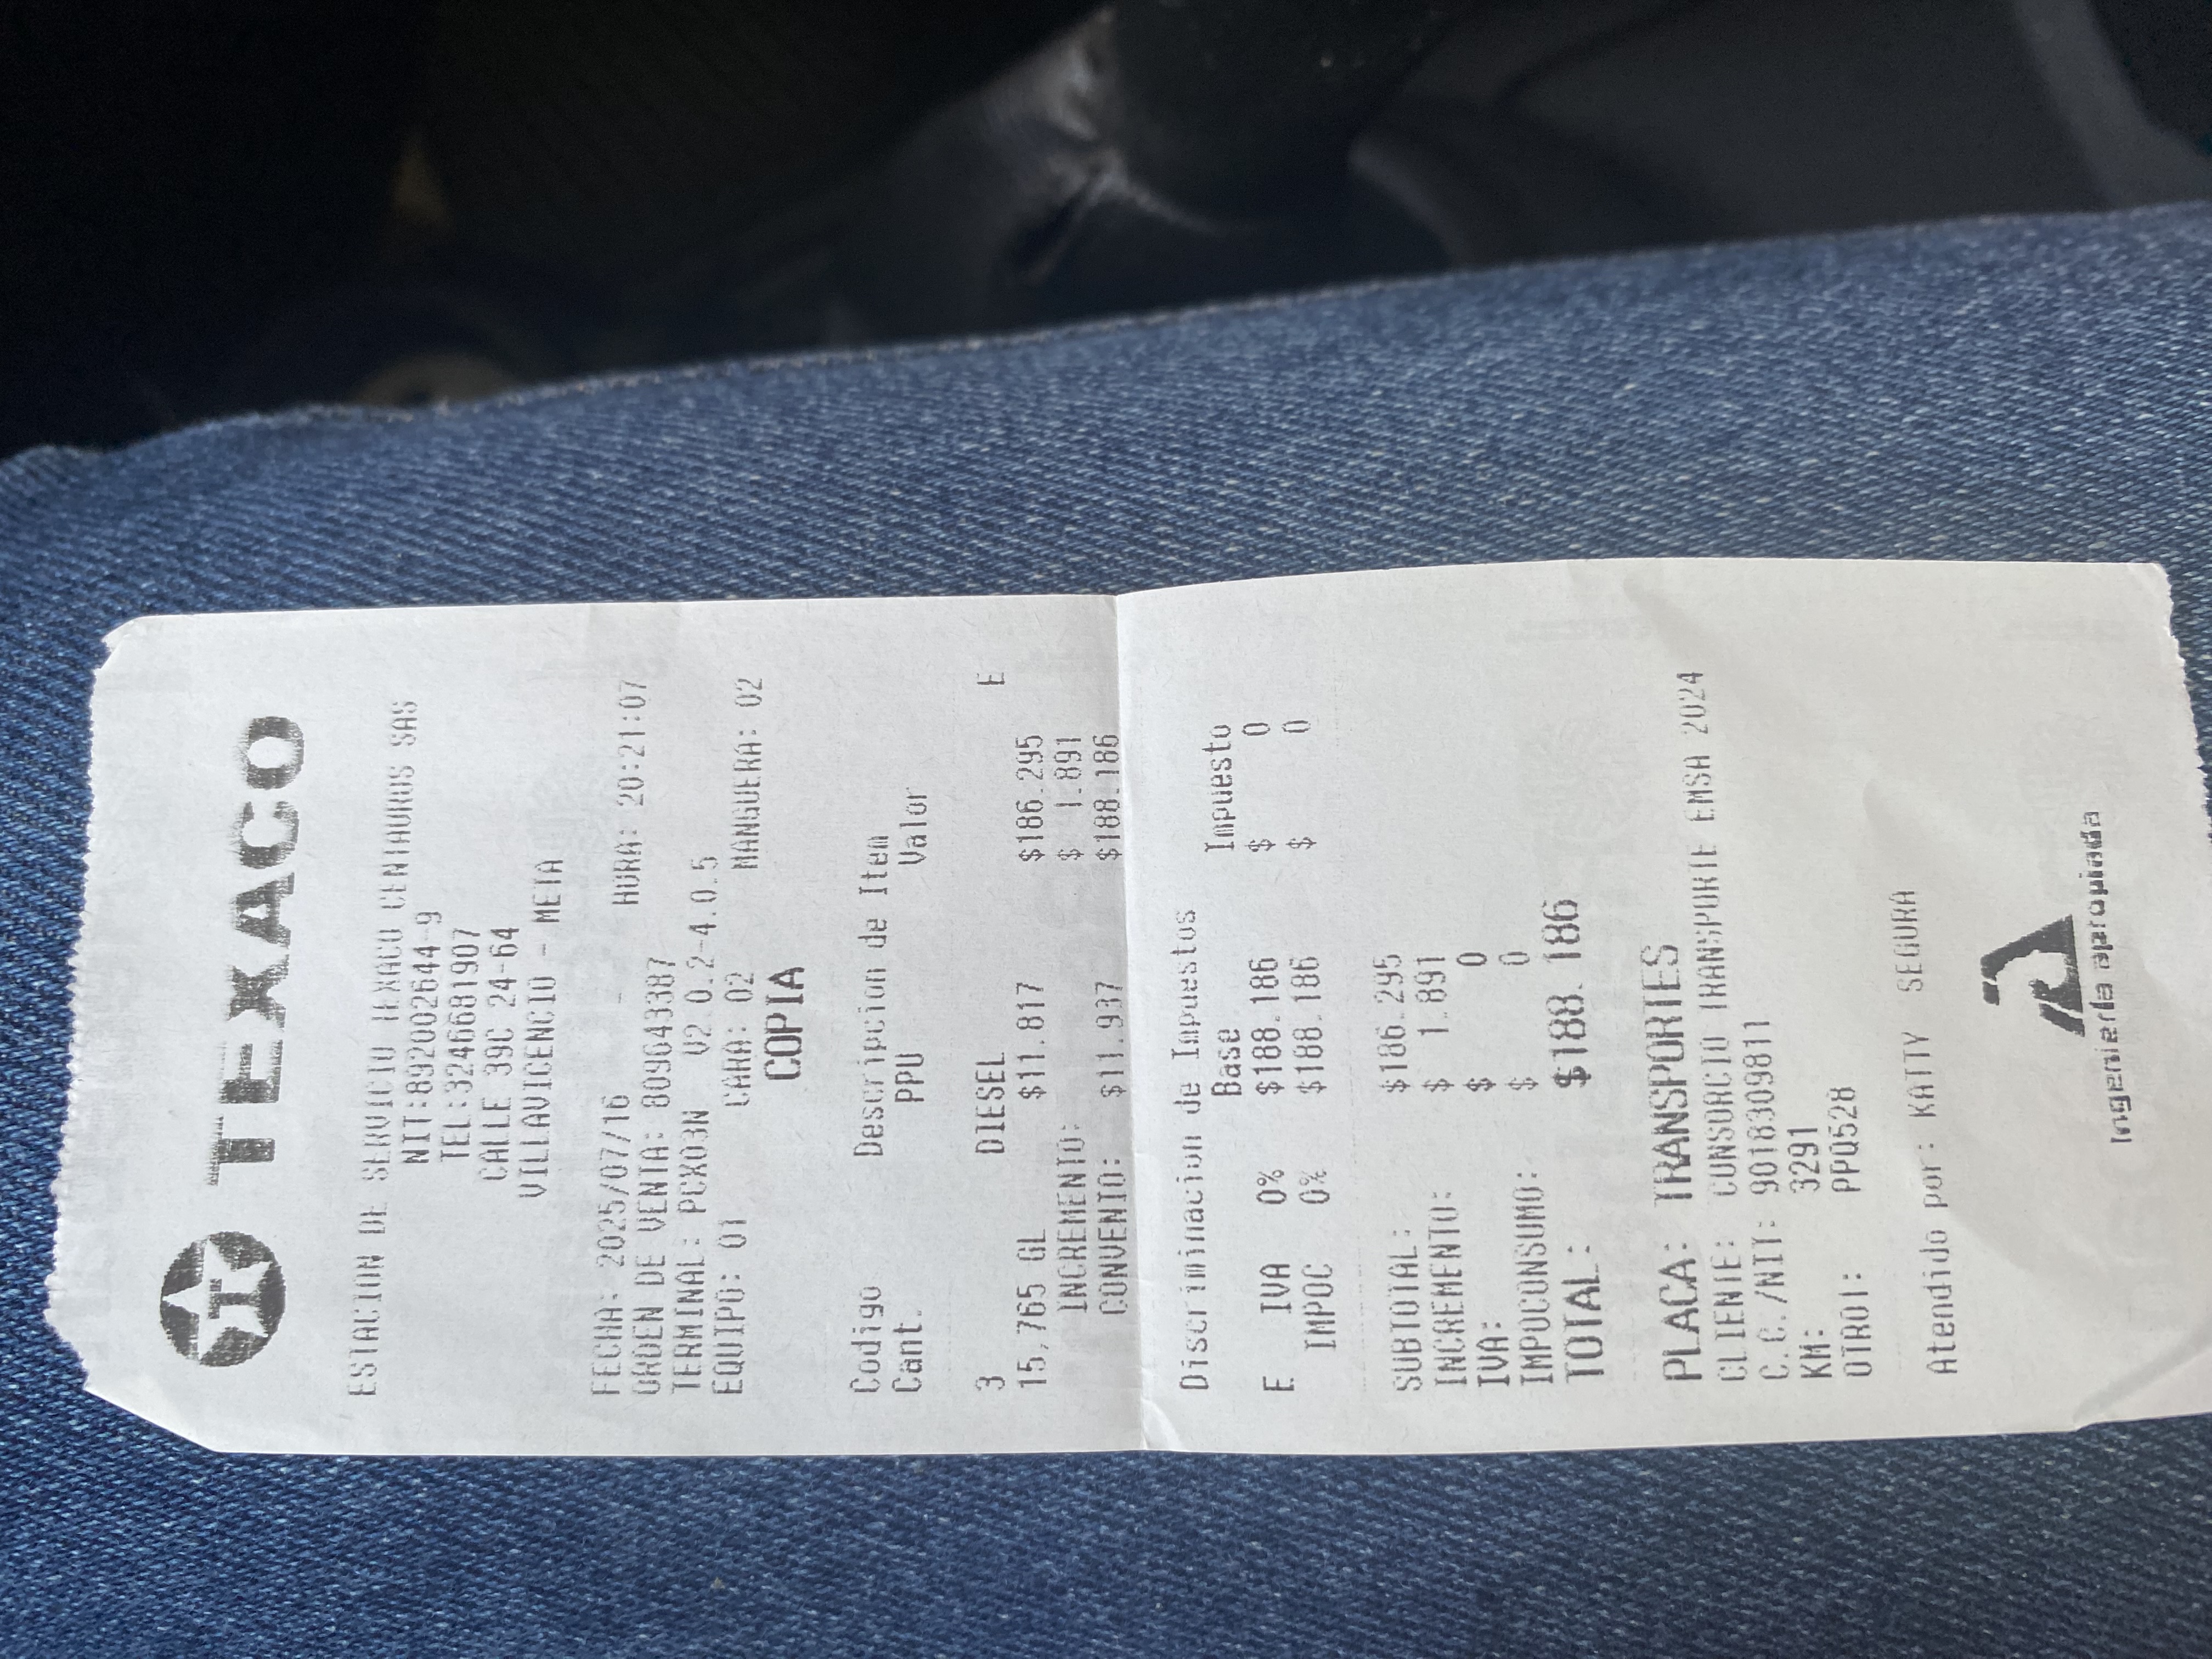 TEXACO
ESTACION DE SERVICIO TEXACO CENTAUROS SAS
NIT:892002644-9
TEL:3246681907
CALLE 39C 24-64
VILLAVICENCIO - META
FECHA: 2025/07/16 - HORA: 20:21:07
ORDEN DE VENTA: 809643387
TERMINAL: PCX03N V2.0.2-4.0.5
EQUIPO: 01 CARA: 02 MANGUERA: 02
COPIA
Codigo Descripcion de Item
Cant. PPU Valor
3 DIESEL E
15,765 GL $11.817 $186.295
INCREMENTO: $ 1.891
CONVENIO: $11.937 $188.186
Discriminacion de Impuestos
Base Impuesto
E IVA 0% $188.186 $ 0
IMPOC 0% $188.186 $ 0
SUBTOTAL: $186.295
INCREMENTO: $ 1.891
IVA: $ 0
IMPOCONSUMO: $ 0
TOTAL: $188.186
PLACA: TRANSPORTES
CLIENTE: CONSORCIO TRANSPORTE EMSA 2024
C.C./NIT: 9018309811
KM: 3291
OTRO1: PPQ528
Atendido por: KATTY SEGURA
Ingeniería apropiada